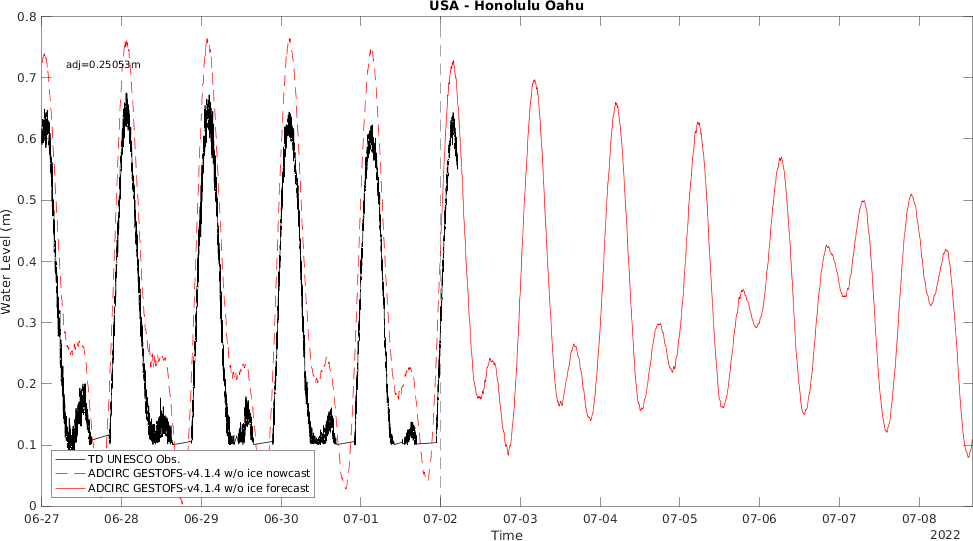 USA - Honolulu Oahu
adj=0.25053m
Water Level (m)
0.8
0.7
0.6
0.5
0.4
0.3
0.2
0.1
0
TD UNESCO Obs.
ADCIRC GESTOFS-v4.1.4 w/o ice nowcast
ADCIRC GESTOFS-v4.1.4 w/o ice forecast
06-27 06-28 06-29 06-30 07-01 07-02 07-03 07-04 07-05 07-06 07-07 07-08
Time
2022